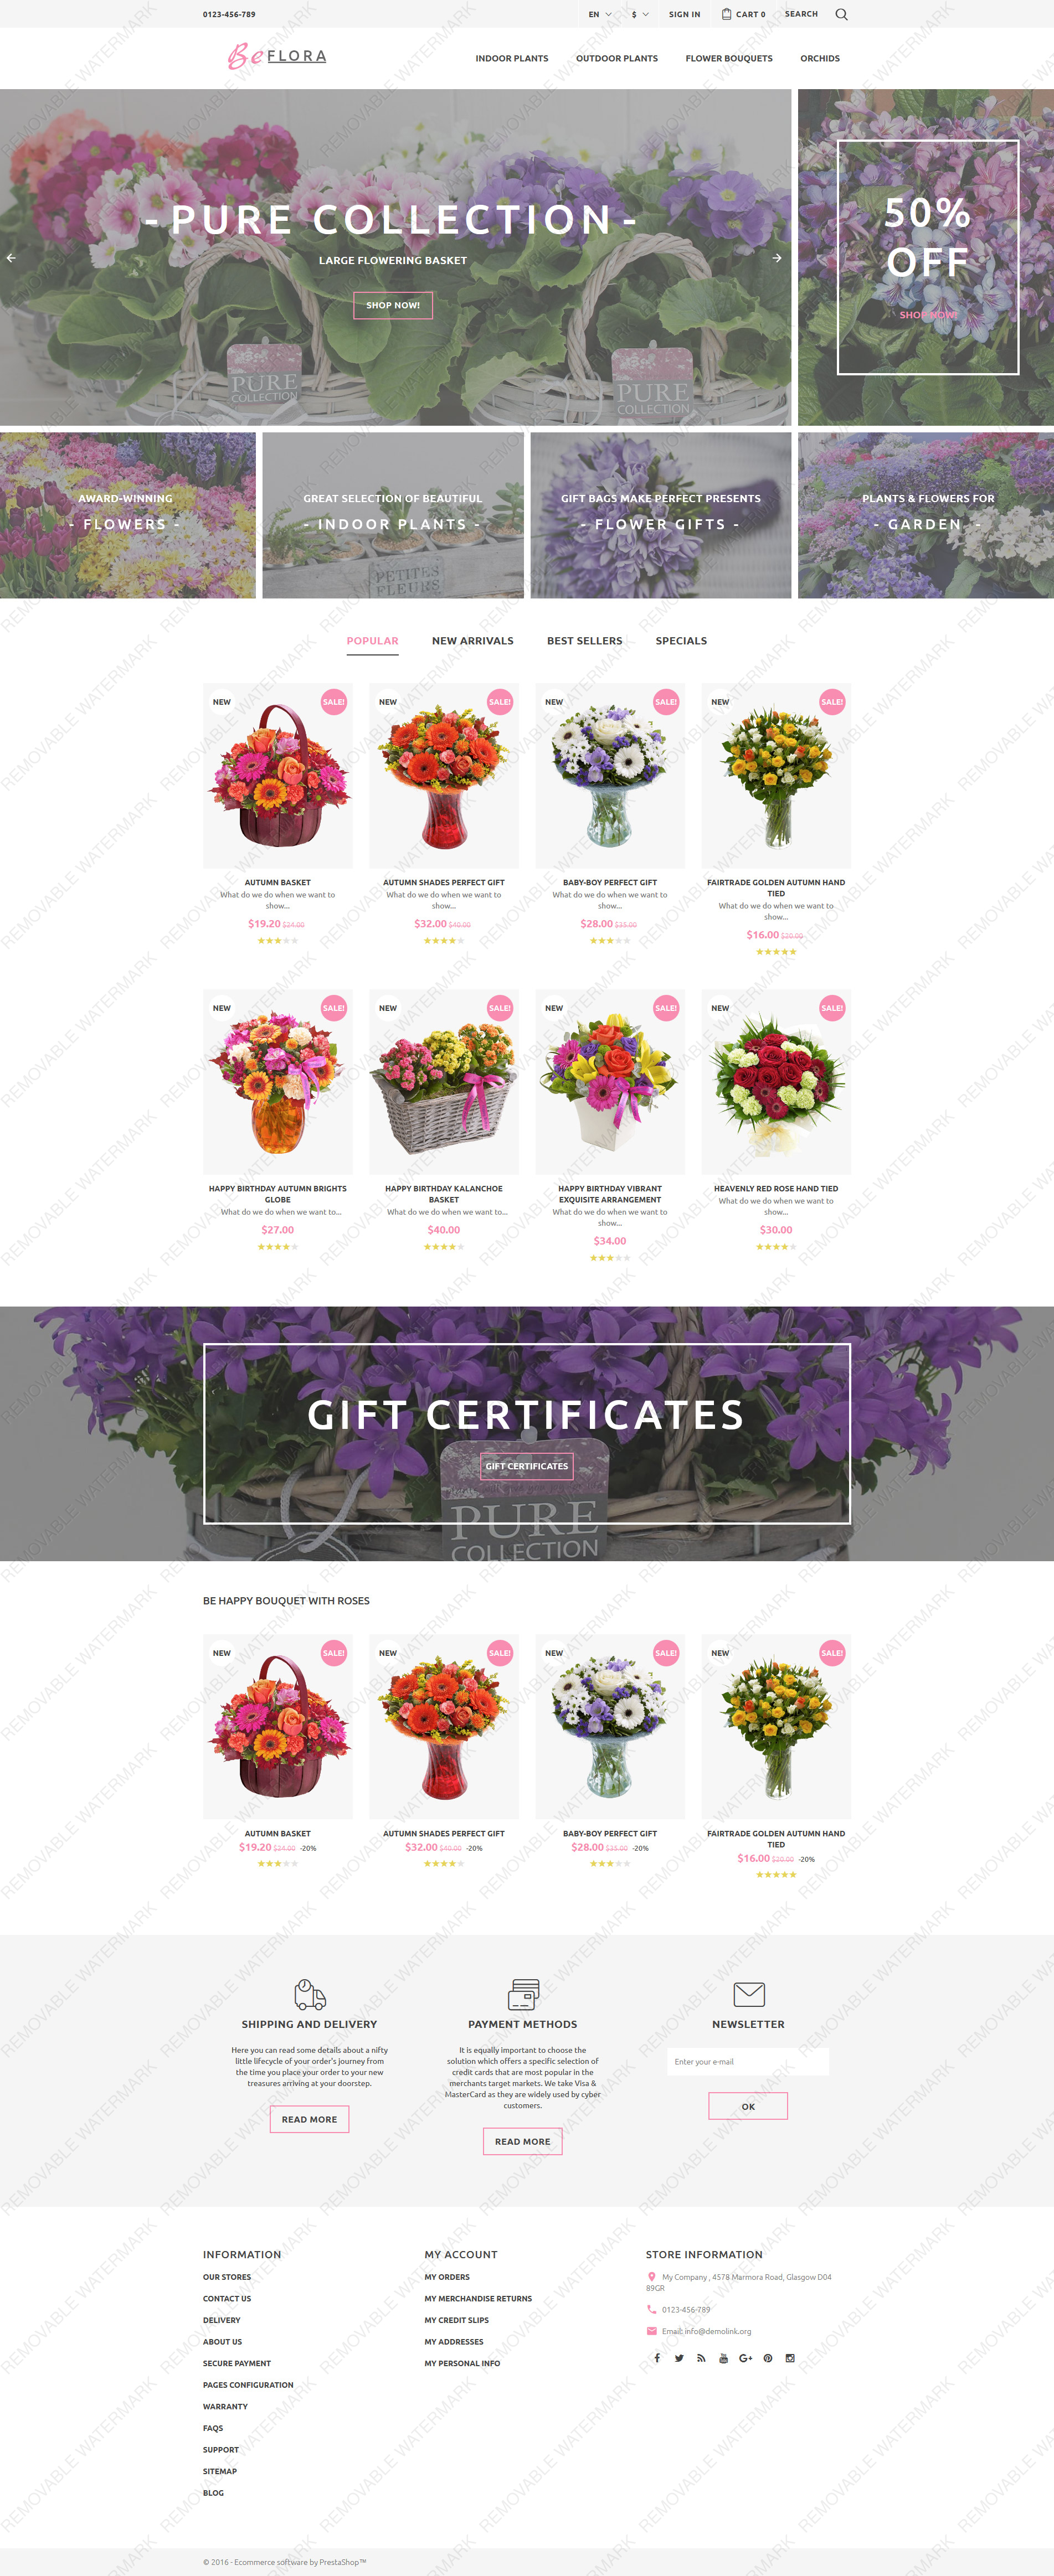 0123-456-789
EN $ SIGN IN CART 0 SEARCH
BeFLORA
INDOOR PLANTS OUTDOOR PLANTS FLOWER BOUQUETS ORCHIDS
- PURE COLLECTION -
LARGE FLOWERING BASKET
SHOP NOW!
PURE
COLLECTION
PURE
COLLECTION
50%
OFF
SHOP NOW!
AWARD-WINNING
- FLOWERS -
GREAT SELECTION OF BEAUTIFUL
- INDOOR PLANTS -
PETITES
FLEURS
GIFT BAGS MAKE PERFECT PRESENTS
- FLOWER GIFTS -
PLANTS & FLOWERS FOR
- GARDEN -
POPULAR NEW ARRIVALS BEST SELLERS SPECIALS
NEW SALE!
AUTUMN BASKET
What do we do when we want to
show...
$19.20 $24.00
NEW SALE!
AUTUMN SHADES PERFECT GIFT
What do we do when we want to
show...
$32.00 $40.00
NEW SALE!
BABY-BOY PERFECT GIFT
What do we do when we want to
show...
$28.00 $35.00
NEW SALE!
FAIRTRADE GOLDEN AUTUMN HAND
TIED
What do we do when we want to
show...
$16.00 $20.00
NEW SALE!
HAPPY BIRTHDAY AUTUMN BRIGHTS
GLOBE
What do we do when we want to...
$27.00
NEW SALE!
HAPPY BIRTHDAY KALANCHOE
BASKET
What do we do when we want to...
$40.00
NEW SALE!
HAPPY BIRTHDAY VIBRANT
EXQUISITE ARRANGEMENT
What do we do when we want to
show...
$34.00
NEW SALE!
HEAVENLY RED ROSE HAND TIED
What do we do when we want to
show...
$30.00
GIFT CERTIFICATES
GIFT CERTIFICATES
PURE
COLLECTION
BE HAPPY BOUQUET WITH ROSES
NEW SALE!
AUTUMN BASKET
$19.20 $24.00 -20%
NEW SALE!
AUTUMN SHADES PERFECT GIFT
$32.00 $40.00 -20%
NEW SALE!
BABY-BOY PERFECT GIFT
$28.00 $35.00 -20%
NEW SALE!
FAIRTRADE GOLDEN AUTUMN HAND
TIED
$16.00 $20.00 -20%
SHIPPING AND DELIVERY
Here you can read some details about a nifty
little lifecycle of your order's journey from
the time you place your order to your new
treasures arriving at your doorstep.
READ MORE
PAYMENT METHODS
It is equally important to choose the
solution which offers a specific selection of
credit cards that are most popular in the
merchants target markets. We take Visa &
MasterCard as they are widely used by cyber
customers.
READ MORE
NEWSLETTER
Enter your e-mail
OK
INFORMATION
OUR STORES
CONTACT US
DELIVERY
ABOUT US
SECURE PAYMENT
PAGES CONFIGURATION
WARRANTY
FAQS
SUPPORT
SITEMAP
BLOG
MY ACCOUNT
MY ORDERS
MY MERCHANDISE RETURNS
MY CREDIT SLIPS
MY ADDRESSES
MY PERSONAL INFO
STORE INFORMATION
My Company , 4578 Marmora Road, Glasgow D04
89GR
0123-456-789
Email: info@demolink.org
© 2016 - Ecommerce software by PrestaShop™
REMOVABLE WATERMARK